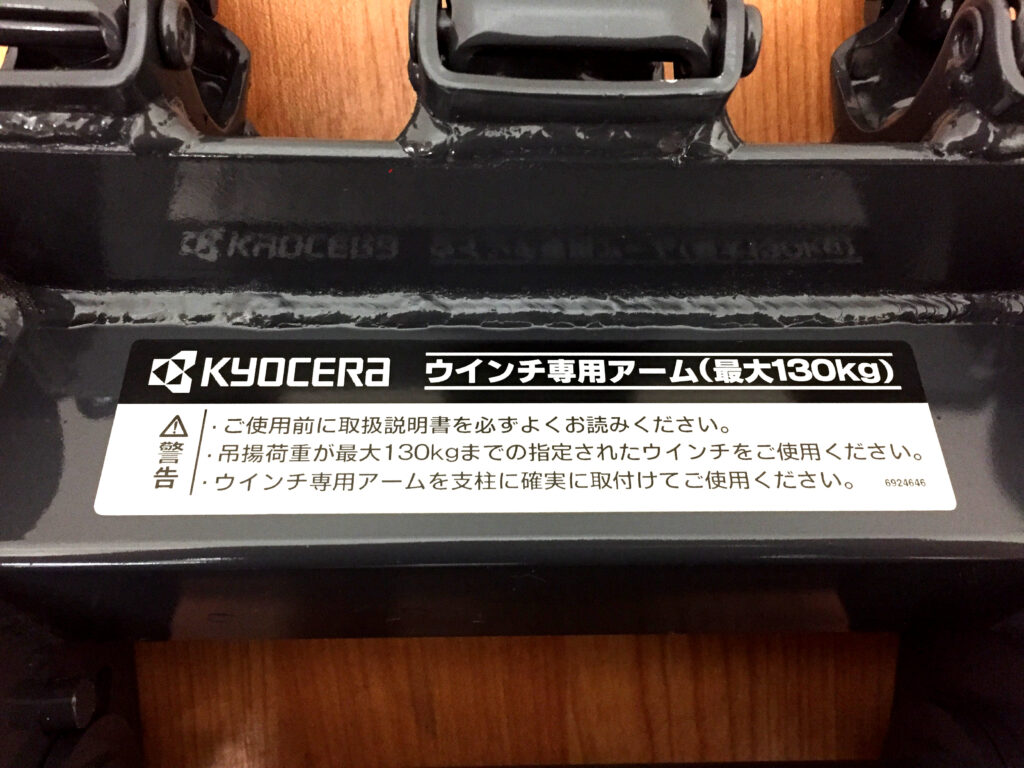 KYOCERA ウインチ専用アーム(最大130kg)
⚠警告
・ご使用前に取扱説明書を必ずよくお読みください。
・吊揚荷重が最大130kgまでの指定されたウインチをご使用ください。
・ウインチ専用アームを支柱に確実に取付けてご使用ください。 6924646